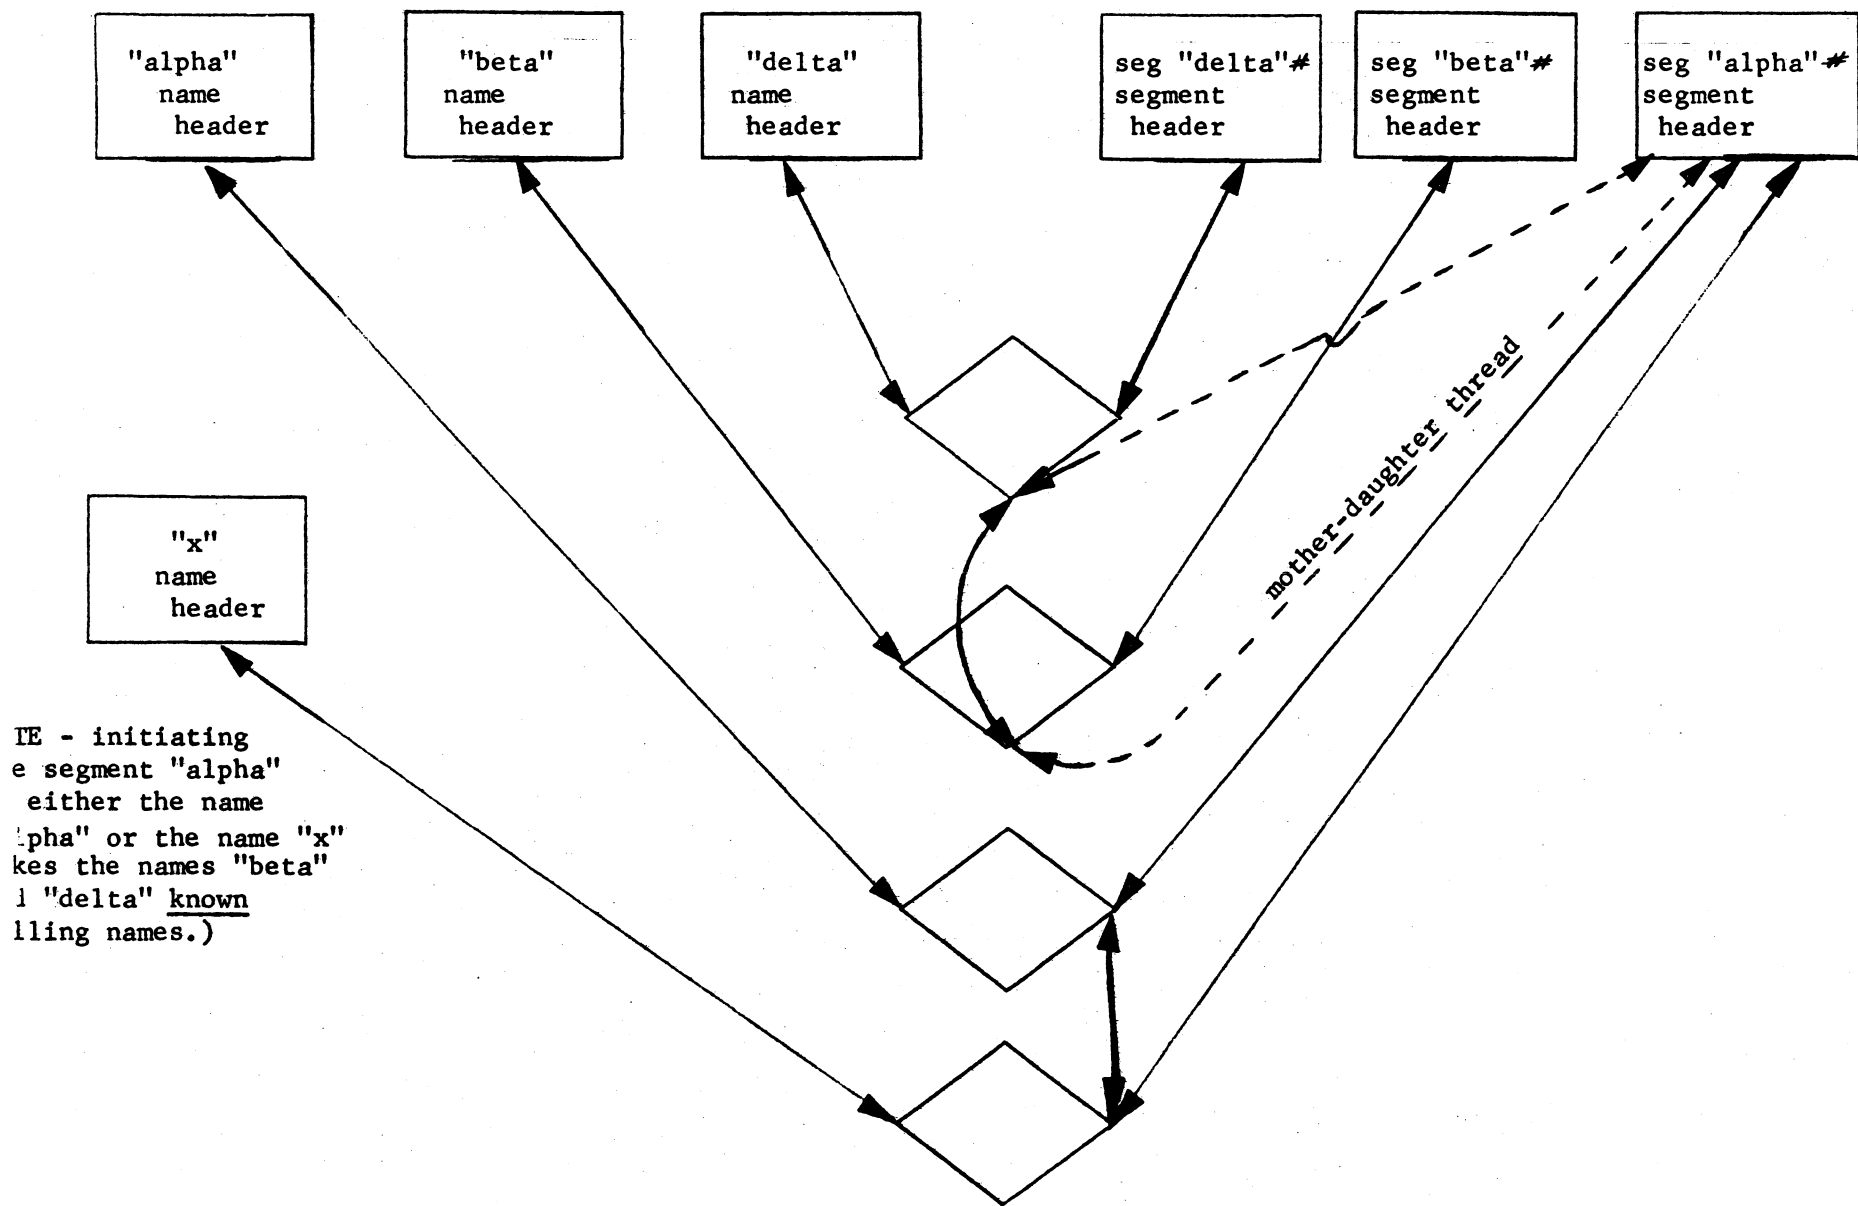 "alpha"
name
header
"beta"
name
header
"delta"
name
header
seg "delta"#
segment
header
seg "beta"#
segment
header
seg "alpha"#
segment
header
mother-daughter thread
"x"
name
header
TE - initiating
e segment "alpha"
either the name
pha" or the name "x"
kes the names "beta"
"delta" known
lling names.)